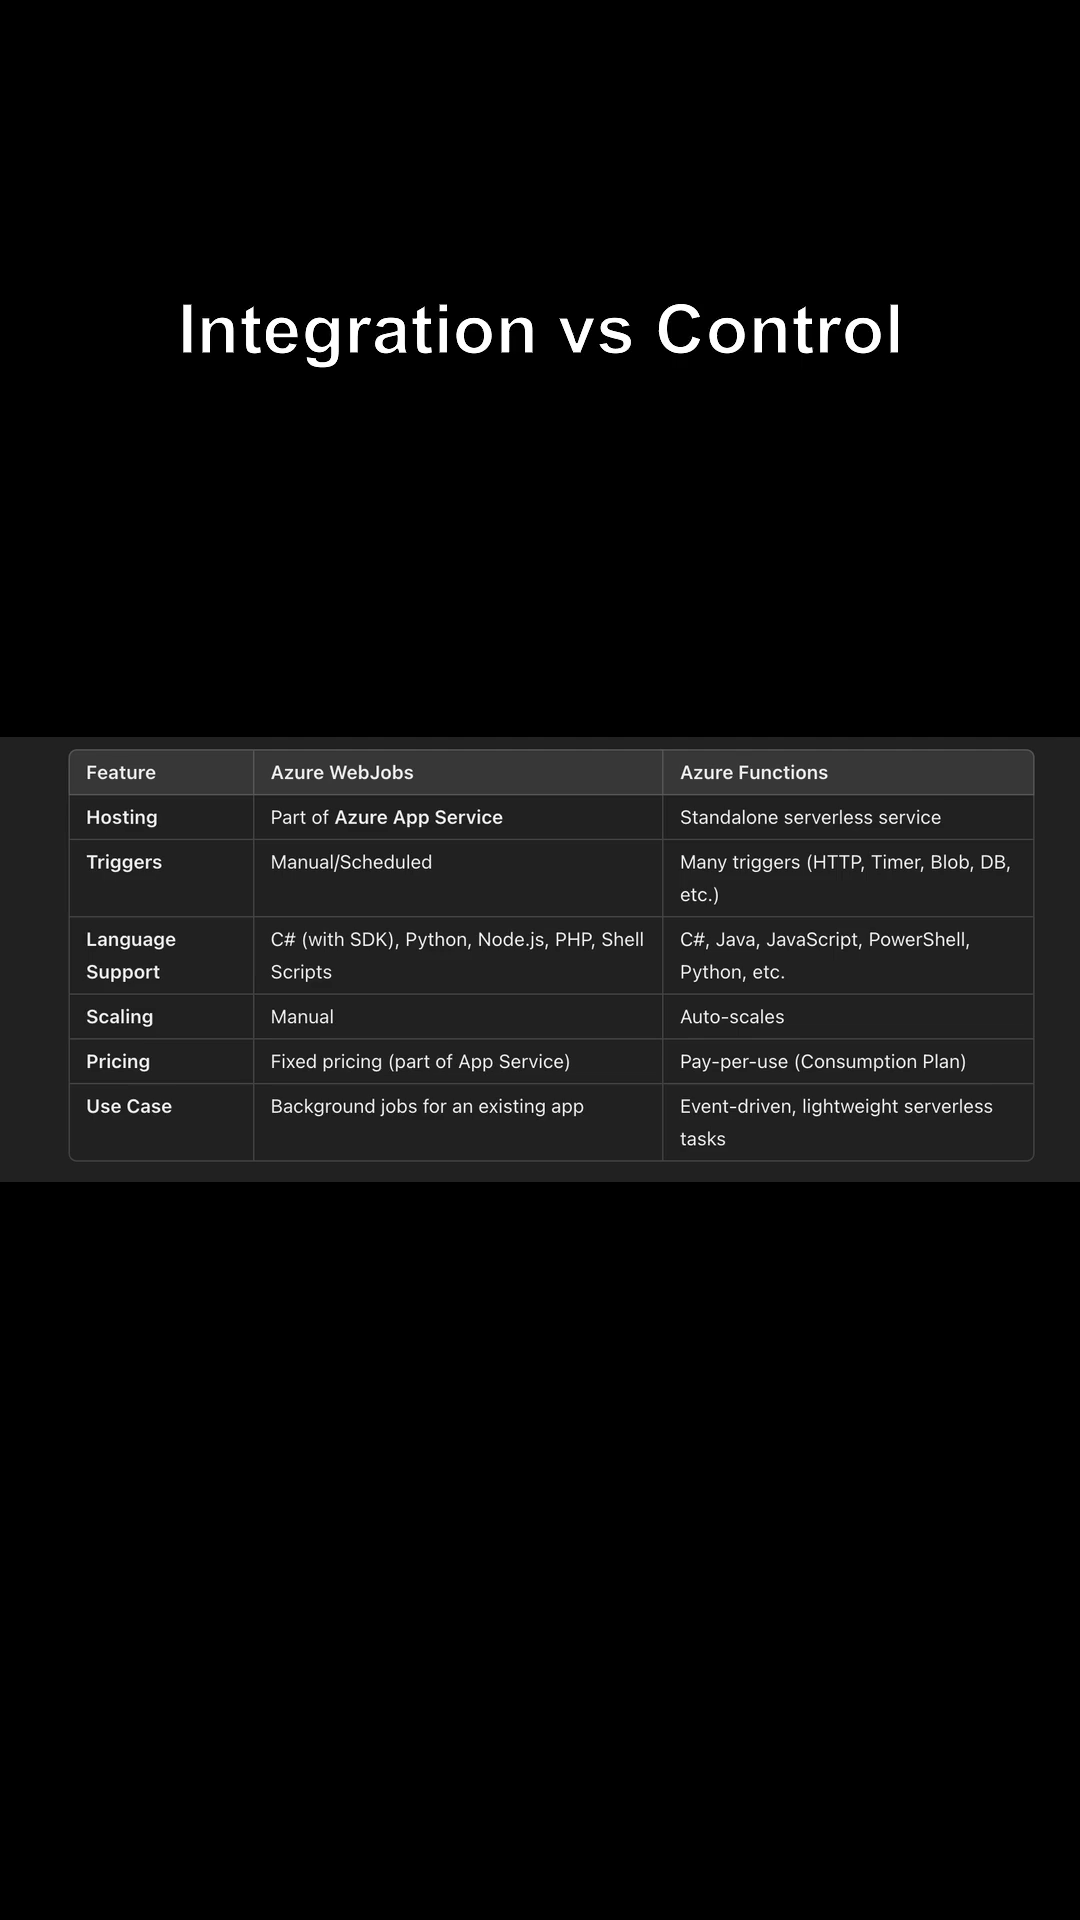 Integration vs Control
Feature
Azure WebJobs
Azure Functions
Hosting
Part of Azure App Service
Standalone serverless service
Triggers
Manual/Scheduled
Many triggers (HTTP, Timer, Blob, DB,
etc.)
Language
Support
C# (with SDK), Python, Node.js, PHP, Shell
Scripts
C#, Java, JavaScript, PowerShell,
Python, etc.
Scaling
Manual
Auto-scales
Pricing
Fixed pricing (part of App Service)
Pay-per-use (Consumption Plan)
Use Case
Background jobs for an existing app
Event-driven, lightweight serverless
tasks